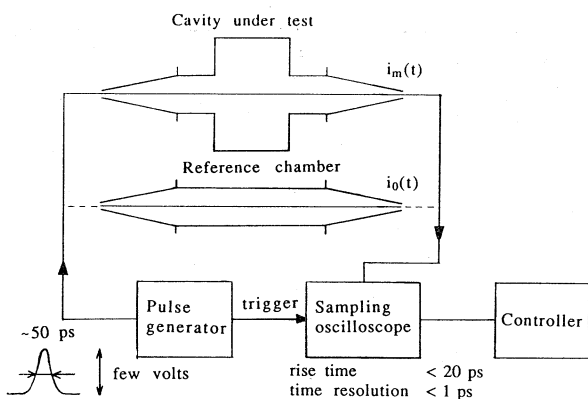 Cavity under test
i_m(t)
Reference chamber
i_0(t)
Pulse generator
trigger
Sampling oscilloscope
Controller
~50 ps
few volts
rise time < 20 ps
time resolution < 1 ps